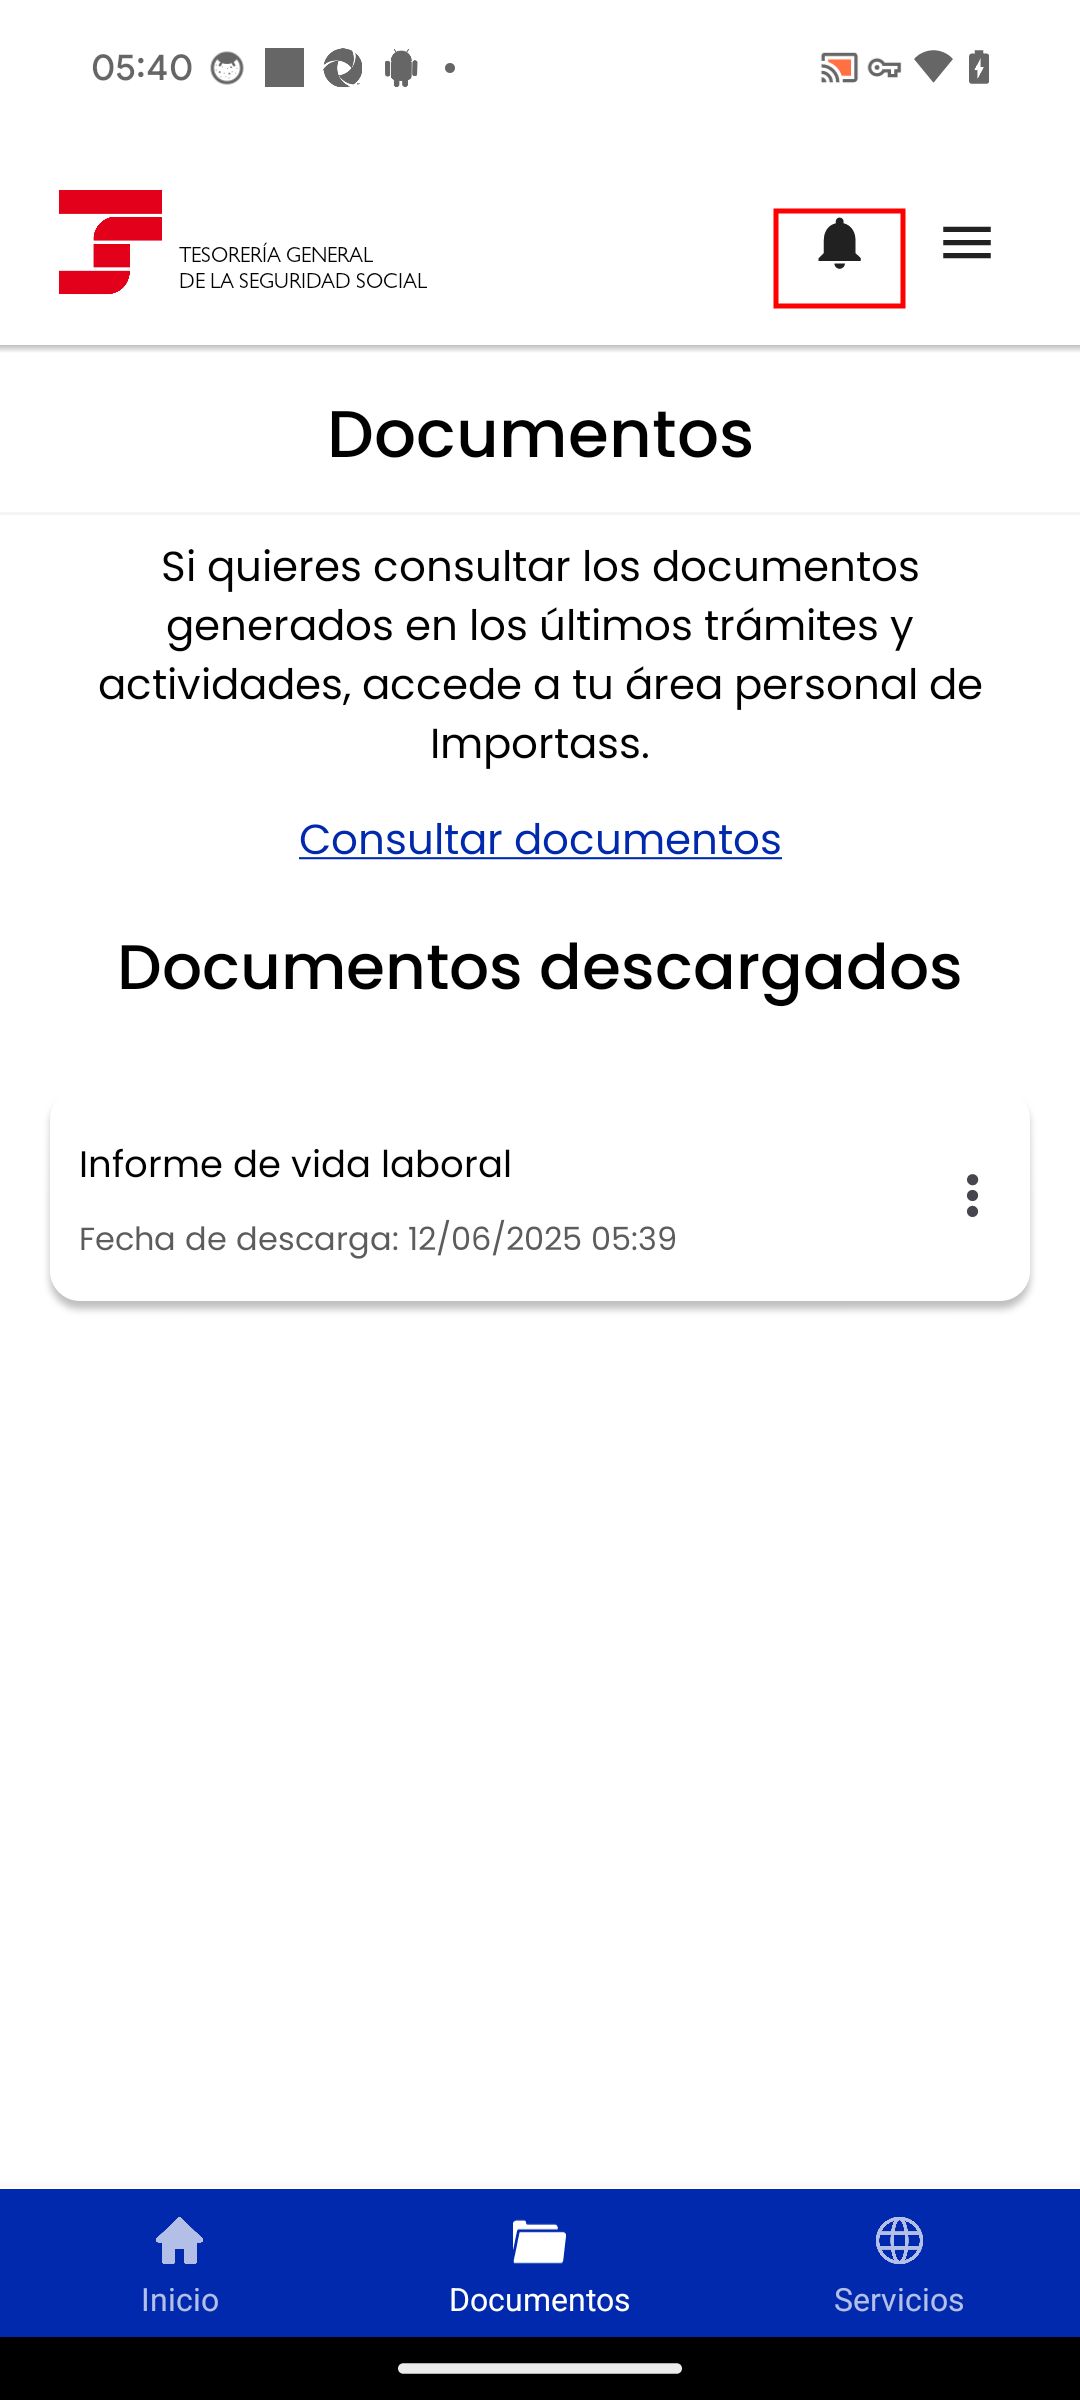 05:40
TESORERÍA GENERAL
DE LA SEGURIDAD SOCIAL
Documentos
Si quieres consultar los documentos
generados en los últimos trámites y
actividades, accede a tu área personal de
Importass.
Consultar documentos
Documentos descargados
Informe de vida laboral
Fecha de descarga: 12/06/2025 05:39
Inicio
Documentos
Servicios